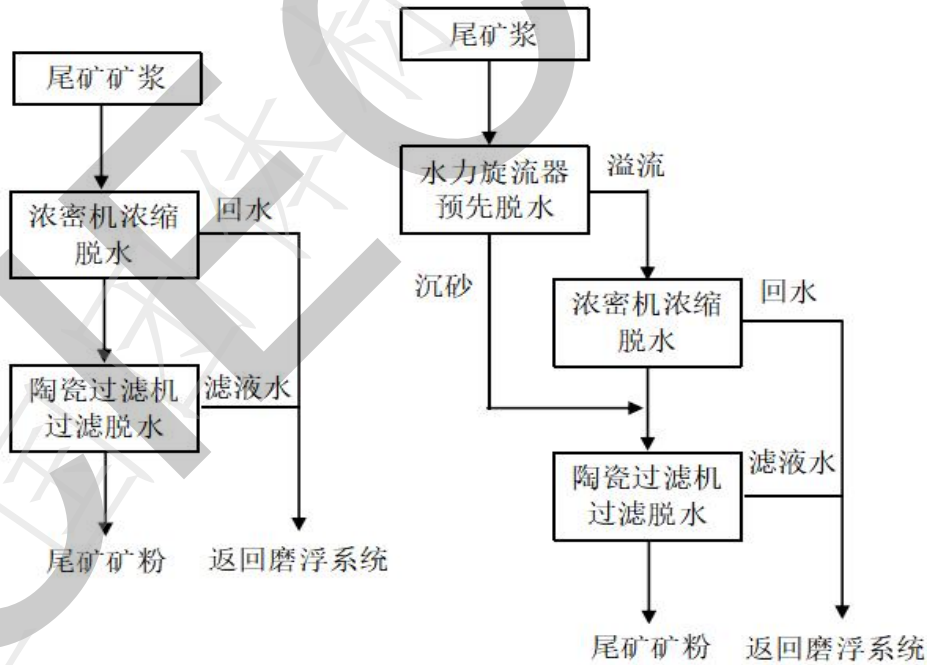 尾矿矿浆
浓密机浓缩
脱水
回水
陶瓷过滤机
过滤脱水
滤液水
尾矿矿粉
返回磨浮系统
尾矿浆
水力旋流器
预先脱水
溢流
沉砂
浓密机浓缩
脱水
回水
陶瓷过滤机
过滤脱水
滤液水
尾矿矿粉
返回磨浮系统